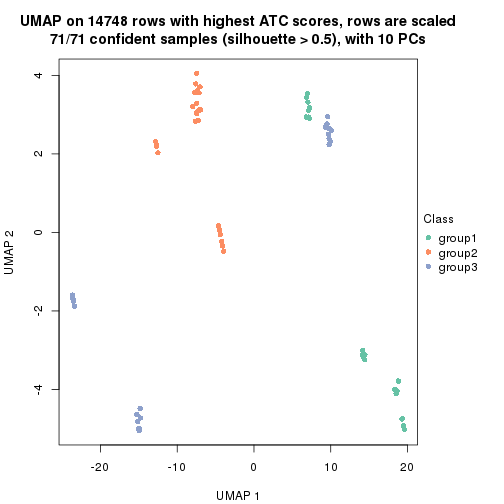 UMAP on 14748 rows with highest ATC scores, rows are scaled
71/71 confident samples (silhouette > 0.5), with 10 PCs
4
2
0
-2
-4
UMAP 2
-20
-10
0
10
20
UMAP 1
Class
group1
group2
group3